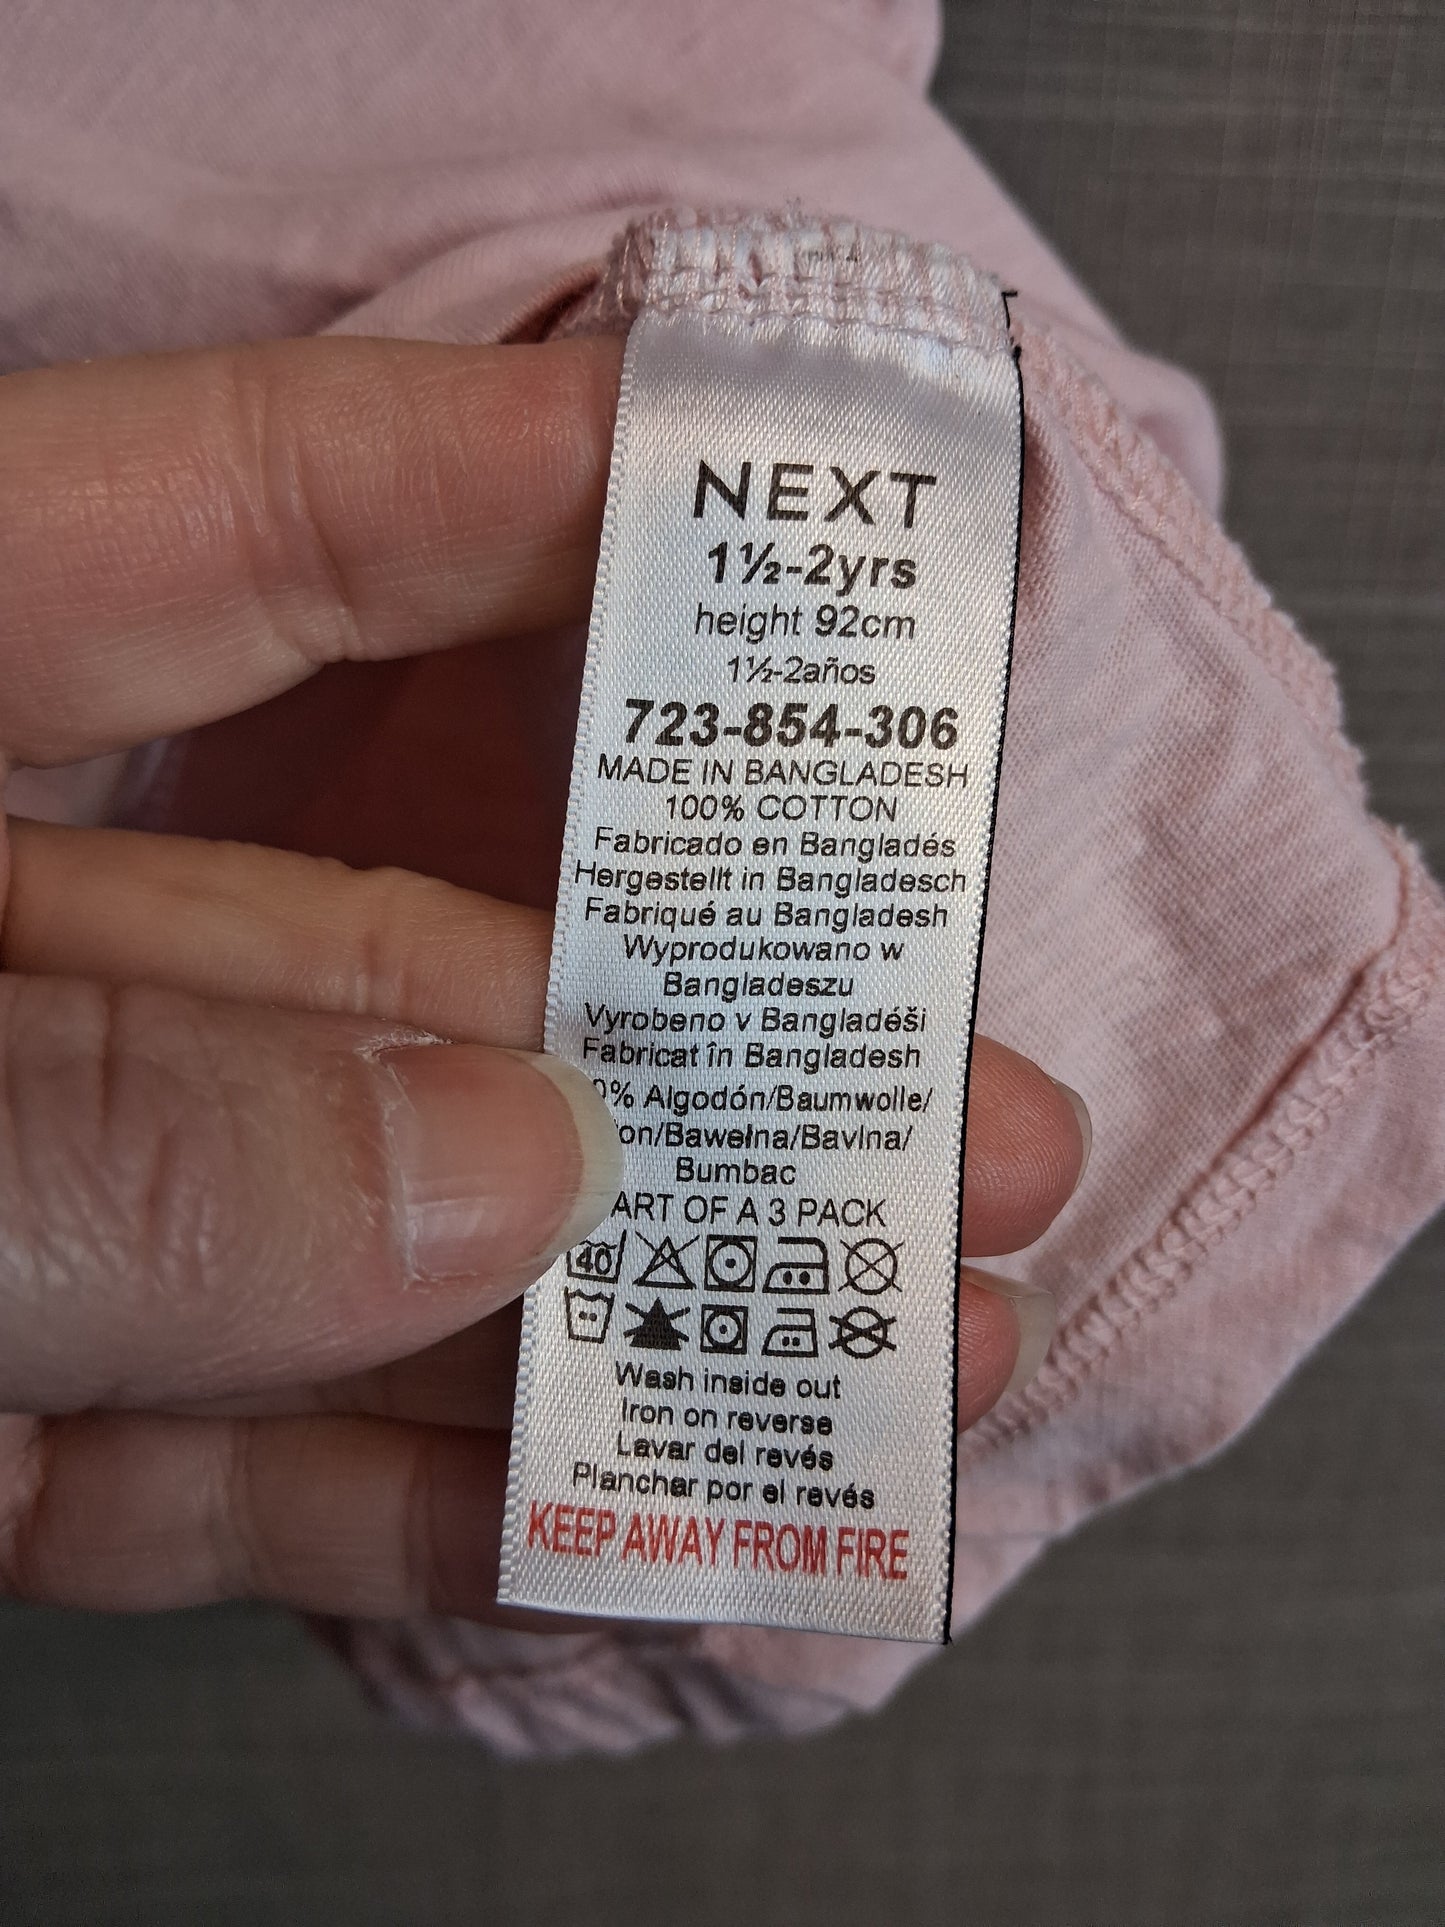 NEXT
1½-2yrs
height 92cm
1½-2años
723-854-306
MADE IN BANGLADESH
100% COTTON
Fabricado en Bangladés
Hergestellt in Bangladesch
Fabriqué au Bangladesh
Wyprodukowano w
Bangladeszu
Vyrobeno v Bangladéši
Fabricat în Bangladesh
0% Algodón/Baumwolle/
on/Bawełna/Bavlna/
Bumbac
ART OF A 3 PACK
40
Wash inside out
Iron on reverse
Lavar del revés
Planchar por el revés
KEEP AWAY FROM FIRE